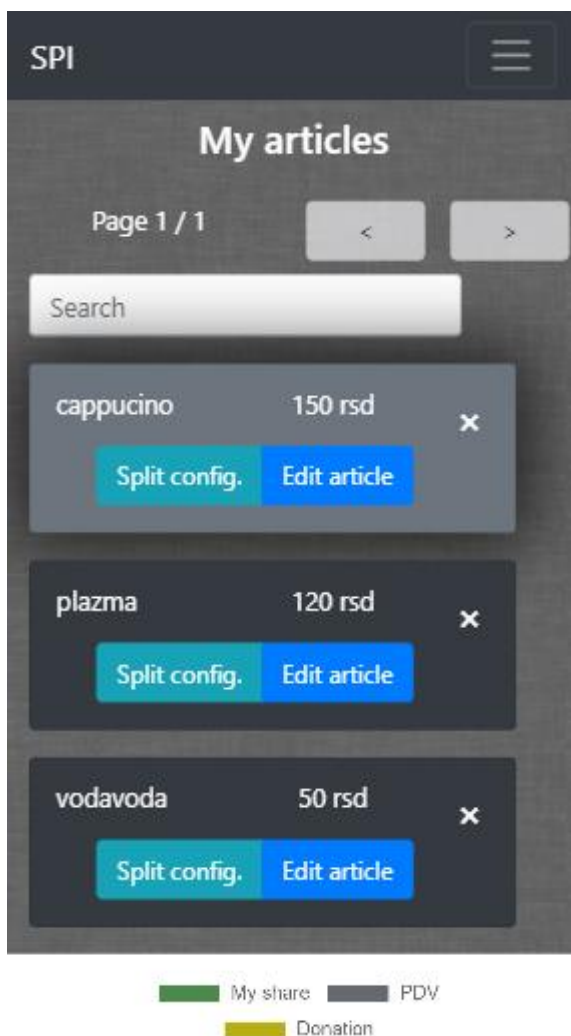 SPI
My articles
Page 1 / 1 < >
Search
cappucino 150 rsd ×
Split config. Edit article
plazma 120 rsd ×
Split config. Edit article
vodavoda 50 rsd ×
Split config. Edit article
My share PDV
Donation